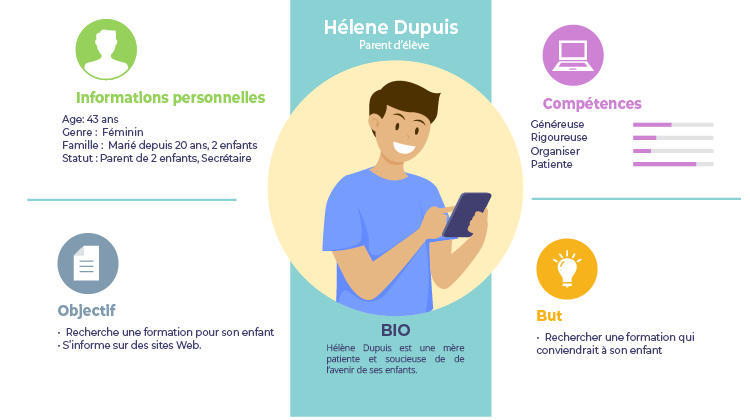 Hélene Dupuis
Parent d'élève
Informations personnelles
Age: 43 ans
Genre : Féminin
Famille : Marié depuis 20 ans, 2 enfants
Statut : Parent de 2 enfants, Secrétaire
Compétences
Généreuse
Rigoureuse
Organiser
Patiente
Objectif
• Recherche une formation pour son enfant
• S'informe sur des sites Web.
BIO
Hélène Dupuis est une mère
patiente et soucieuse de de
l'avenir de ses enfants.
But
• Rechercher une formation qui
conviendrait à son enfant